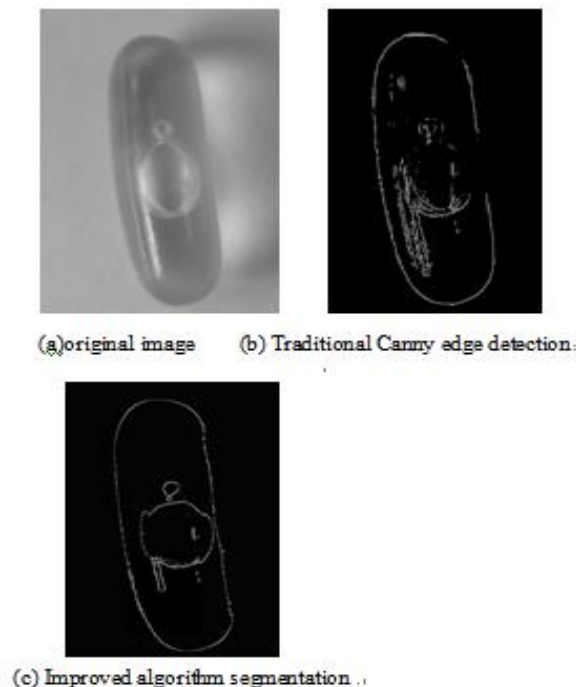 (a)original image (b) Traditional Canny edge detection
(c) Improved algorithm segmentation